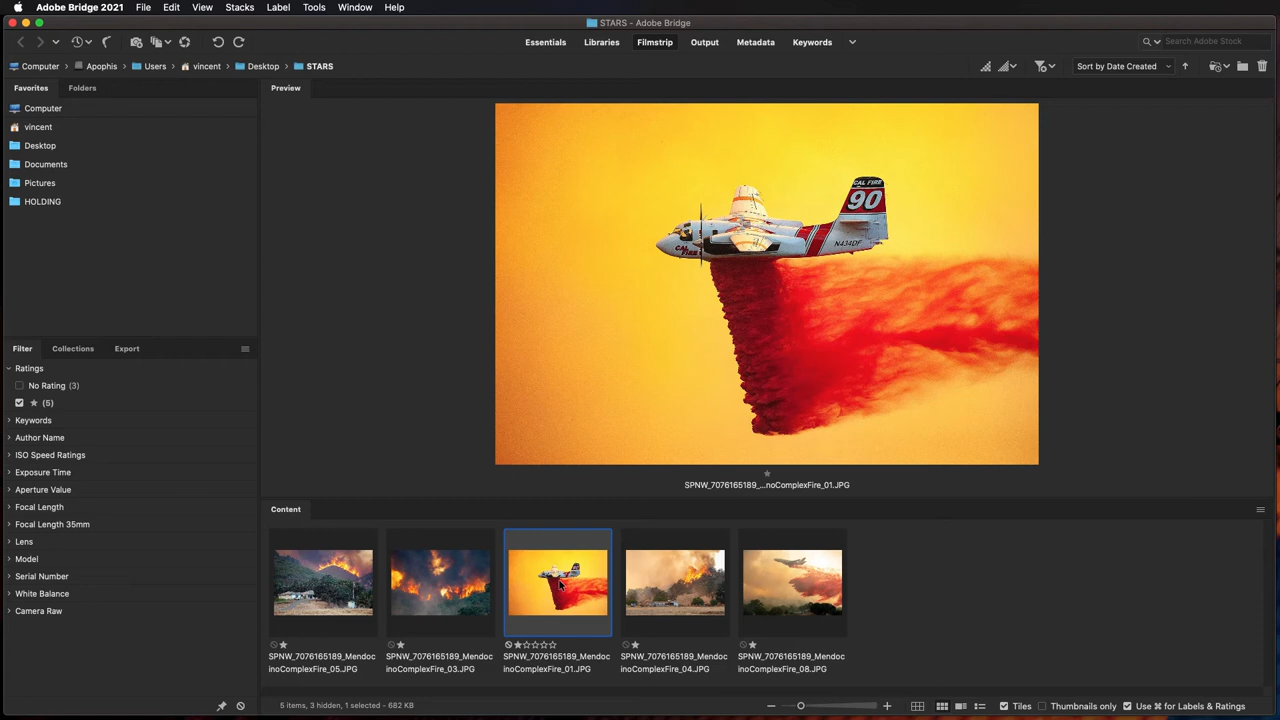 Adobe Bridge 2021 File Edit View Stacks Label Tools Window Help
STARS - Adobe Bridge
Essentials Libraries Filmstrip Output Metadata Keywords Search Adobe Stock
Computer Apophis Users vincent Desktop STARS Sort by Date Created
Favorites Folders
Preview
Computer
vincent
Desktop
Documents
Pictures
HOLDING
CAL FIRE
90
N434DF
CAL FIRE
Filter Collections Export
Ratings
No Rating (3)
(5)
Keywords
Author Name
ISO Speed Ratings
Exposure Time
Aperture Value
Focal Length
Focal Length 35mm
Lens
Model
Serial Number
White Balance
Camera Raw
SPNW_7076165189_...noComplexFire_01.JPG
Content
SPNW_7076165189_Mendoc
inoComplexFire_05.JPG
SPNW_7076165189_Mendoc
inoComplexFire_03.JPG
SPNW_7076165189_Mendoc
inoComplexFire_01.JPG
SPNW_7076165189_Mendoc
inoComplexFire_04.JPG
SPNW_7076165189_Mendoc
inoComplexFire_08.JPG
5 items, 3 hidden, 1 selected - 682 KB
Tiles Thumbnails only Use ⌘ for Labels & Ratings